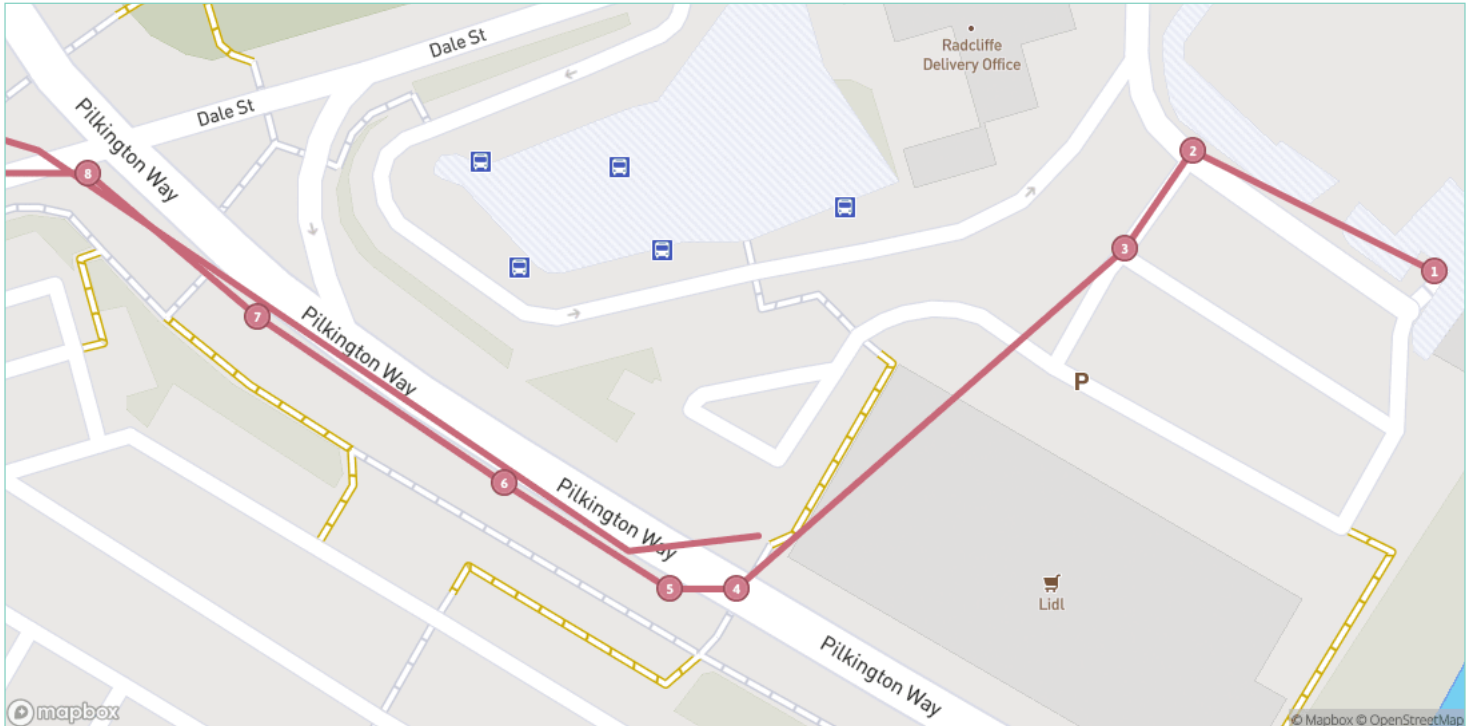 Dale St
Radcliffe
Delivery Office
Pilkington Way
Dale St
2
8
3
1
7
Pilkington Way
P
6
Pilkington Way
5
4
Lidl
Pilkington Way
mapbox
© Mapbox © OpenStreetMap